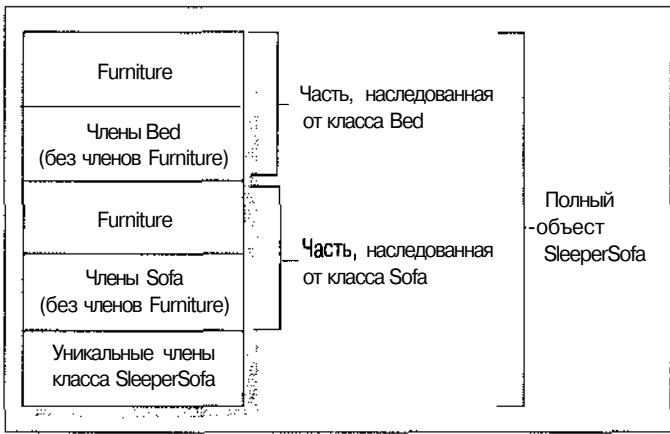 Furniture
Члены Bed
(без членов Furniture)
Furniture
Члены Sofa
(без членов Furniture)
Уникальные члены
класса SleeperSofa
Часть, наследованная
от класса Bed
Часть, наследованная
от класса Sofa
Полный
объест
SleeperSofa